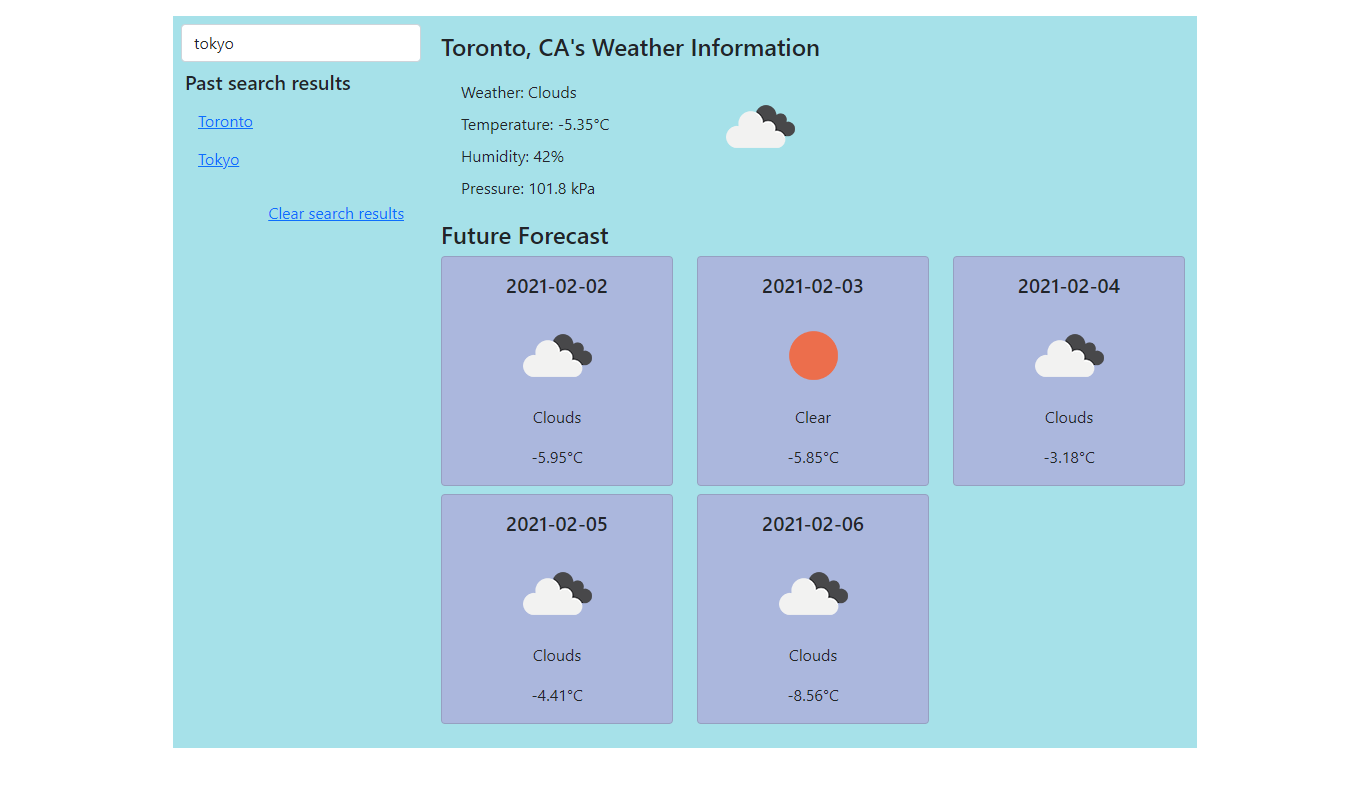 tokyo
Past search results
Toronto
Tokyo
Clear search results
Toronto, CA's Weather Information
Weather: Clouds
Temperature: -5.35°C
Humidity: 42%
Pressure: 101.8 kPa
Future Forecast
2021-02-02
Clouds
-5.95°C
2021-02-03
Clear
-5.85°C
2021-02-04
Clouds
-3.18°C
2021-02-05
Clouds
-4.41°C
2021-02-06
Clouds
-8.56°C